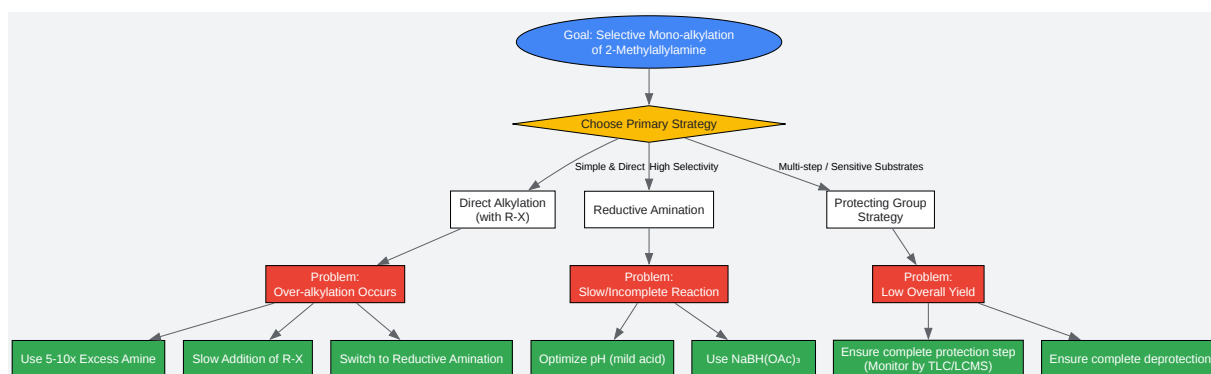 Goal: Selective Mono-alkylation
of 2-Methylallylamine
Choose Primary Strategy
Simple & Direct
High Selectivity
Multi-step / Sensitive Substrates
Direct Alkylation
(with R-X)
Reductive Amination
Protecting Group
Strategy
Problem:
Over-alkylation Occurs
Problem:
Slow/Incomplete Reaction
Problem:
Low Overall Yield
Use 5-10x Excess Amine
Slow Addition of R-X
Switch to Reductive Amination
Optimize pH (mild acid)
Use NaBH(OAc)₃
Ensure complete protection step
(Monitor by TLC/LCMS)
Ensure complete deprotection